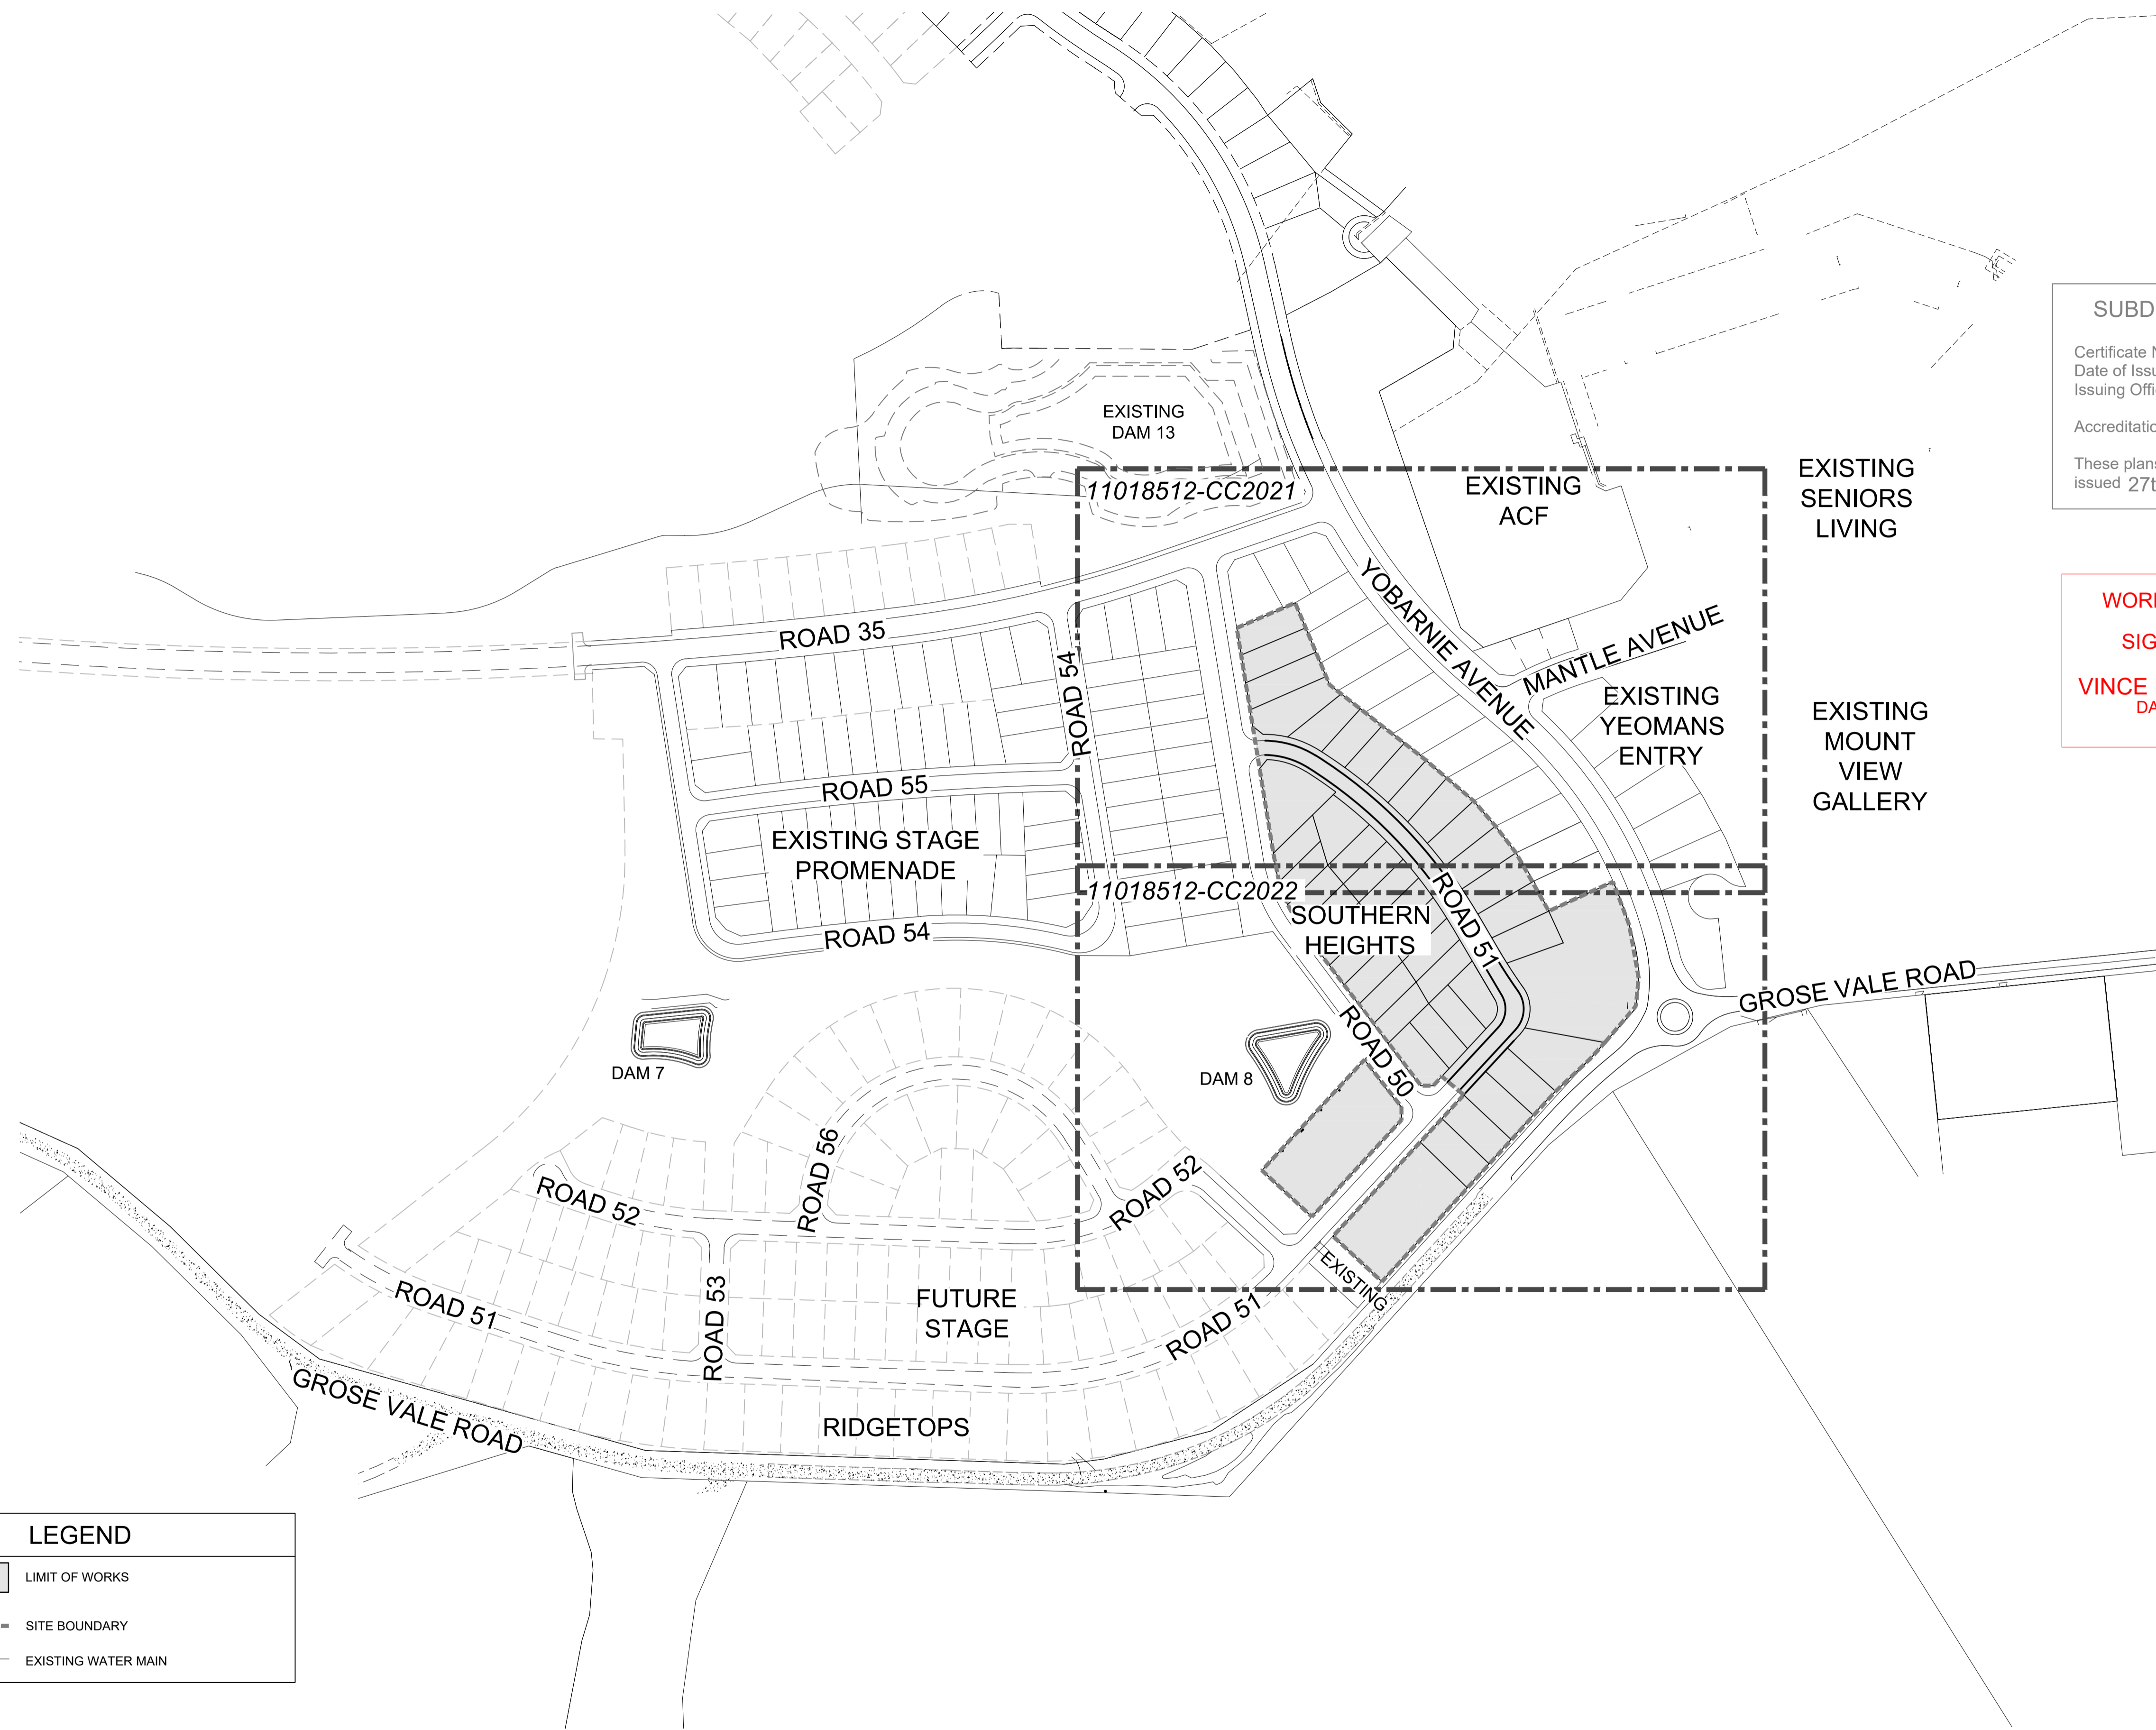 EXISTING
DAM 13
11018512-CC2021
EXISTING
ACF
EXISTING
SENIORS
LIVING
SUBD
Certificate
Date of Issu
Issuing Offi
Accreditatio
These plans
issued 27t
WOR
SIG
VINCE
DA
ROAD 35
ROAD 54
YOBARNIE AVENUE
MANTLE AVENUE
EXISTING
YEOMANS
ENTRY
EXISTING
MOUNT
VIEW
GALLERY
ROAD 55
EXISTING STAGE
PROMENADE
11018512-CC2022
SOUTHERN
HEIGHTS
ROAD 51
ROAD 54
GROSE VALE ROAD
DAM 7
DAM 8
ROAD 50
ROAD 56
ROAD 52
ROAD 52
EXISTING
ROAD 51
ROAD 53
FUTURE
STAGE
ROAD 51
GROSE VALE ROAD
RIDGETOPS
LEGEND
LIMIT OF WORKS
SITE BOUNDARY
EXISTING WATER MAIN